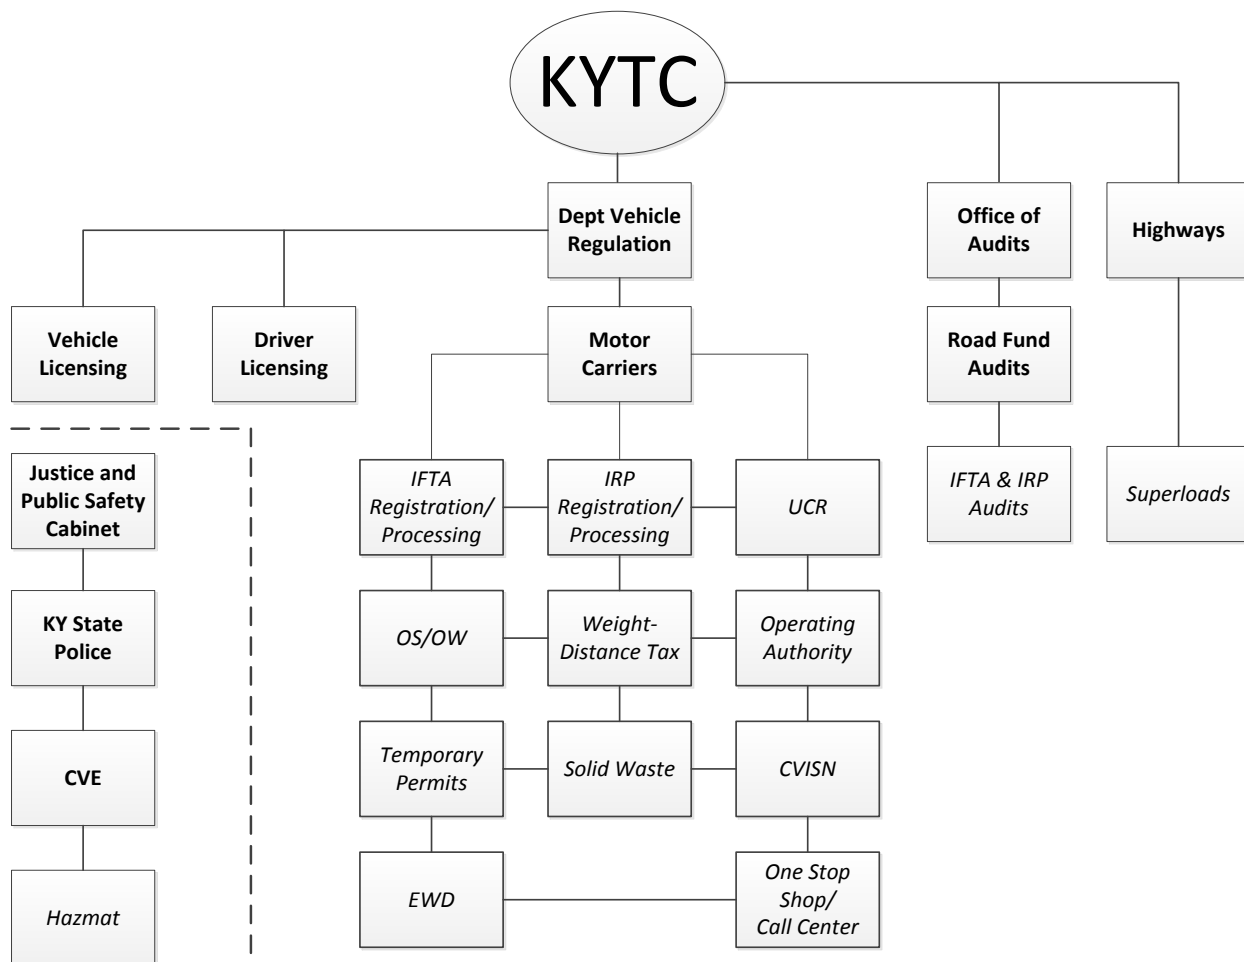 KYTC
Dept Vehicle
Regulation
Office of
Audits
Highways
Vehicle
Licensing
Driver
Licensing
Motor
Carriers
Road Fund
Audits
Justice and
Public Safety
Cabinet
IFTA
Registration/
Processing
IRP
Registration/
Processing
UCR
IFTA & IRP
Audits
Superloads
KY State
Police
OS/OW
Weight-
Distance Tax
Operating
Authority
CVE
Temporary
Permits
Solid Waste
CVISN
Hazmat
EWD
One Stop
Shop/
Call Center